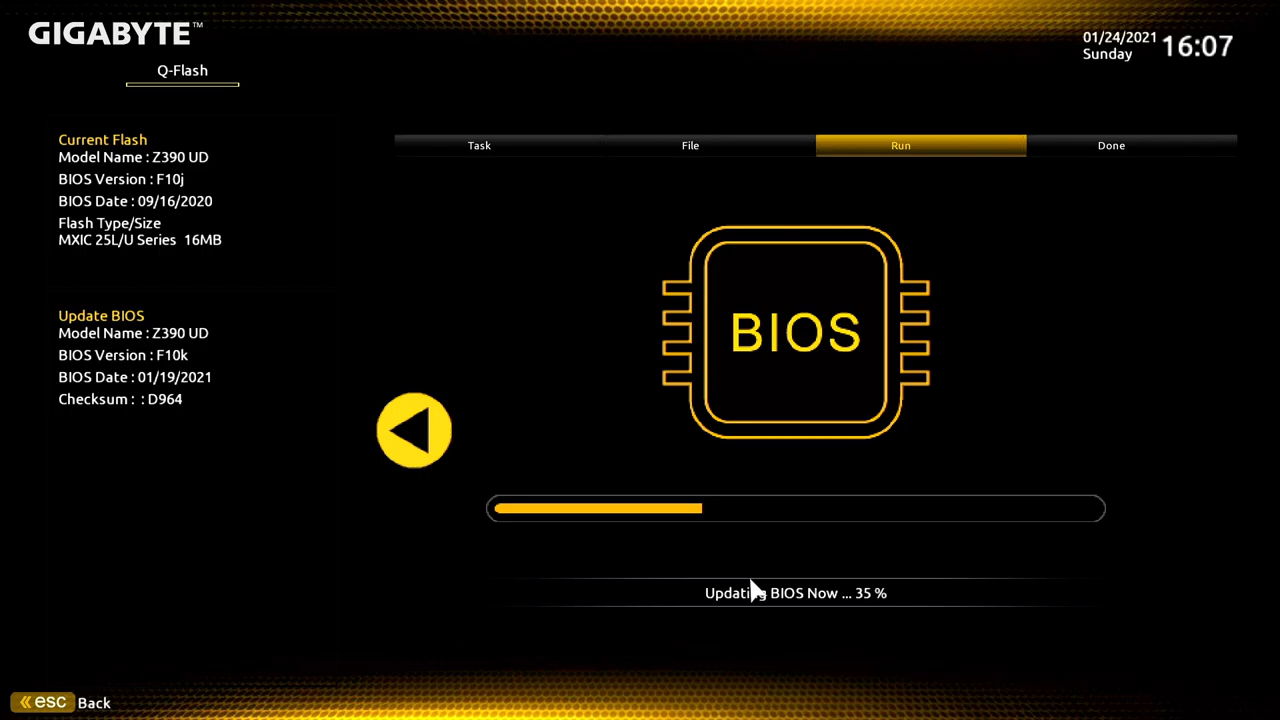 GIGABYTE™
01/24/2021
Sunday
16:07
Q-Flash
Current Flash
Model Name : Z390 UD
BIOS Version : F10j
BIOS Date : 09/16/2020
Flash Type/Size
MXIC 25L/U Series 16MB
Update BIOS
Model Name : Z390 UD
BIOS Version : F10k
BIOS Date : 01/19/2021
Checksum : : D964
Task
File
Run
Done
BIOS
Updating BIOS Now ... 35 %
esc Back